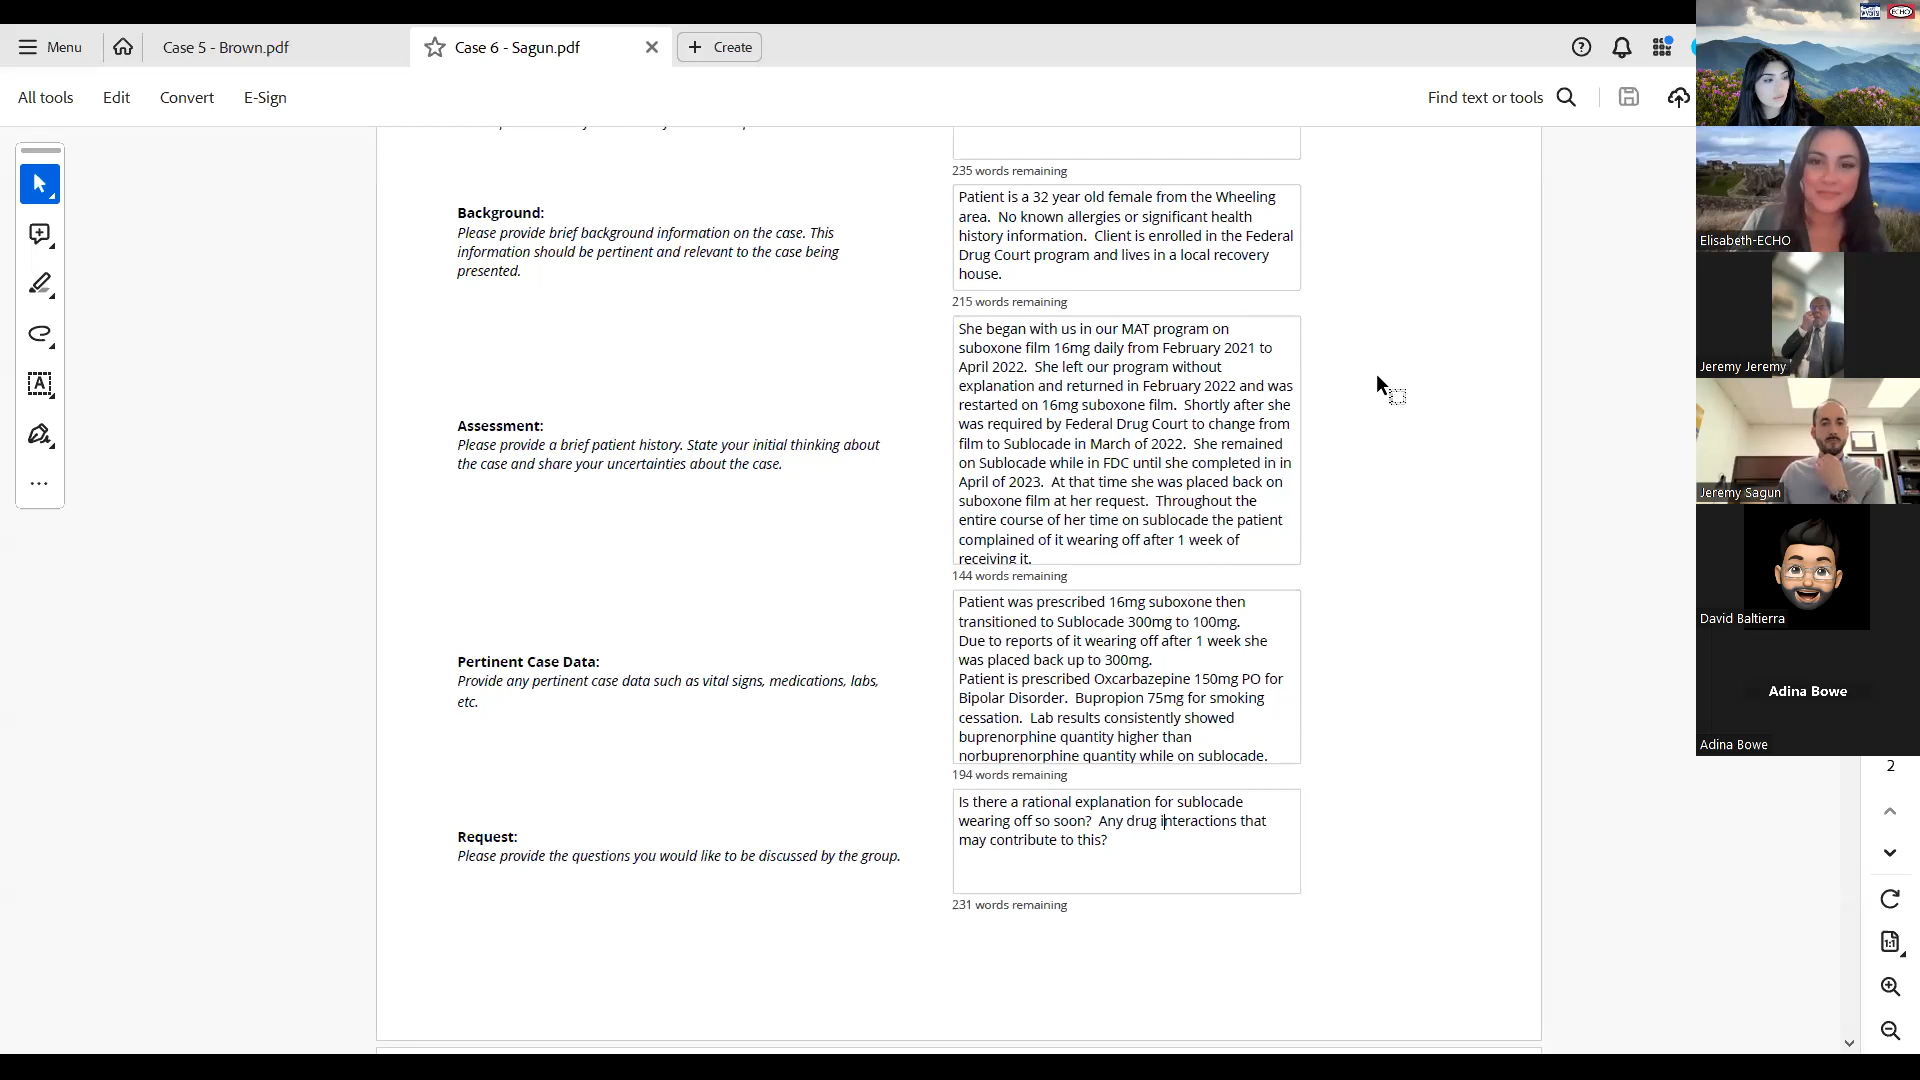 Menu
Case 5 - Brown.pdf
Case 6 - Sagun.pdf
Create
All tools
Edit
Convert
E-Sign
Find text or tools
235 words remaining
Background:
Please provide brief background information on the case. This
information should be pertinent and relevant to the case being
presented.
Patient is a 32 year old female from the Wheeling
area. No known allergies or significant health
history information. Client is enrolled in the Federal
Drug Court program and lives in a local recovery
house.
215 words remaining
Assessment:
Please provide a brief patient history. State your initial thinking about
the case and share your uncertainties about the case.
She began with us in our MAT program on
suboxone film 16mg daily from February 2021 to
April 2022. She left our program without
explanation and returned in February 2022 and was
restarted on 16mg suboxone film. Shortly after she
was required by Federal Drug Court to change from
film to Sublocade in March of 2022. She remained
on Sublocade while in FDC until she completed in in
April of 2023. At that time she was placed back on
suboxone film at her request. Throughout the
entire course of her time on sublocade the patient
complained of it wearing off after 1 week of
receiving it.
144 words remaining
Pertinent Case Data:
Provide any pertinent case data such as vital signs, medications, labs,
etc.
Patient was prescribed 16mg suboxone then
transitioned to Sublocade 300mg to 100mg.
Due to reports of it wearing off after 1 week she
was placed back up to 300mg.
Patient is prescribed Oxcarbazepine 150mg PO for
Bipolar Disorder. Bupropion 75mg for smoking
cessation. Lab results consistently showed
buprenorphine quantity higher than
norbuprenorphine quantity while on sublocade.
194 words remaining
Request:
Please provide the questions you would like to be discussed by the group.
Is there a rational explanation for sublocade
wearing off so soon? Any drug interactions that
may contribute to this?
231 words remaining
ECHO
Elisabeth-ECHO
Jeremy Jeremy
Jeremy Sagun
David Baltierra
Adina Bowe
Adina Bowe
2
1:1